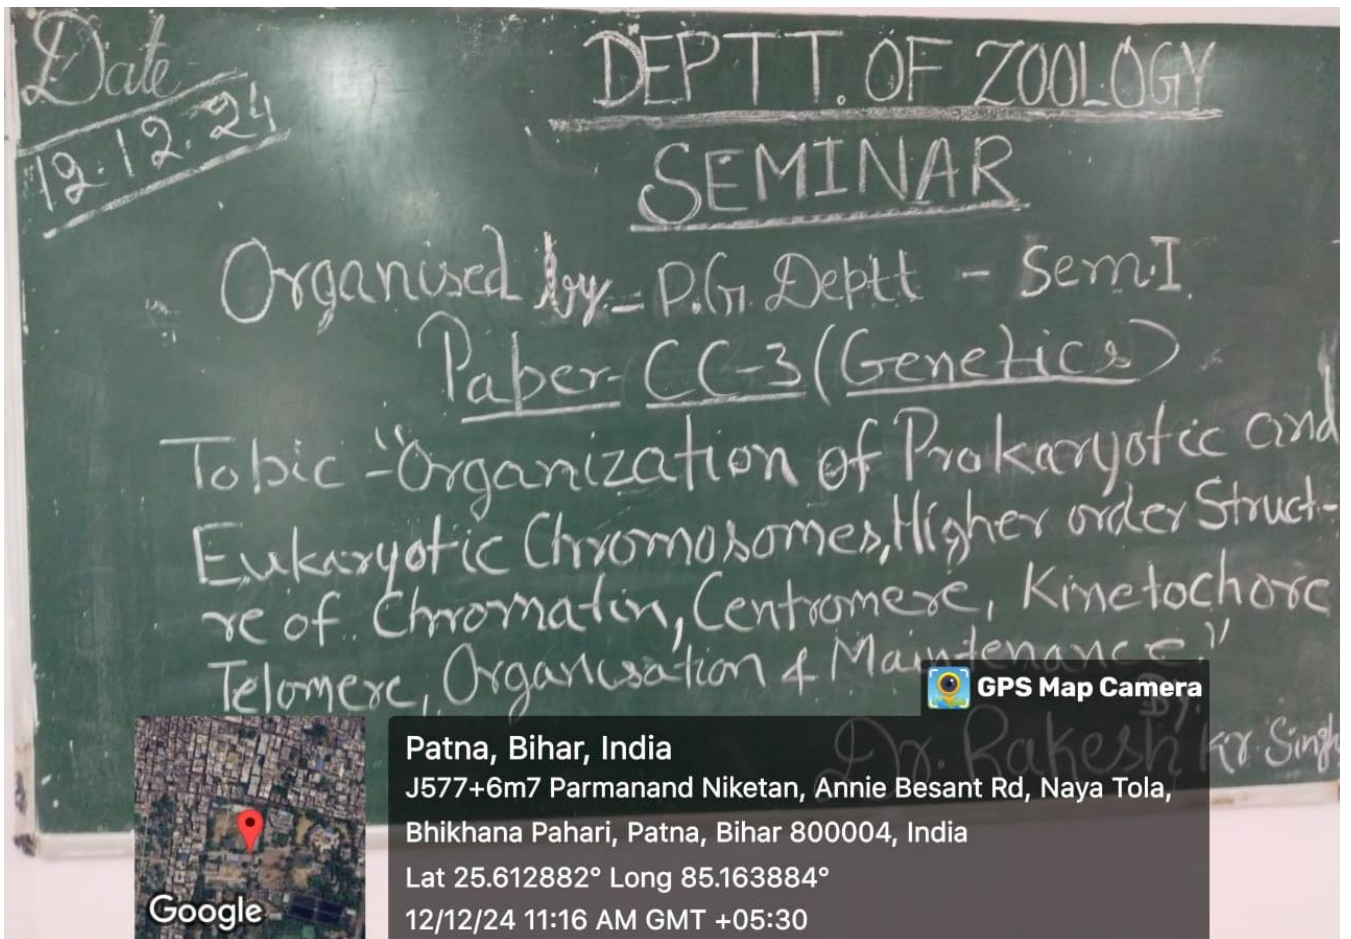 Date
12.12.24
DEPTT. OF ZOOLOGY
SEMINAR
Organised by - P.G. Deptt - Sem.I
Paper- CC-3 (Genetics)
Topic -"Organization of Prokaryotic and
Eukaryotic Chromosomes, Higher order Struct-
re of Chromatin, Centromere, Kinetochore
Telomere, Organisation & Maintenance."
By.
Dr. Rakesh kr Singh
GPS Map Camera
Patna, Bihar, India
J577+6m7 Parmanand Niketan, Annie Besant Rd, Naya Tola,
Bhikhana Pahari, Patna, Bihar 800004, India
Lat 25.612882° Long 85.163884°
12/12/24 11:16 AM GMT +05:30
Google